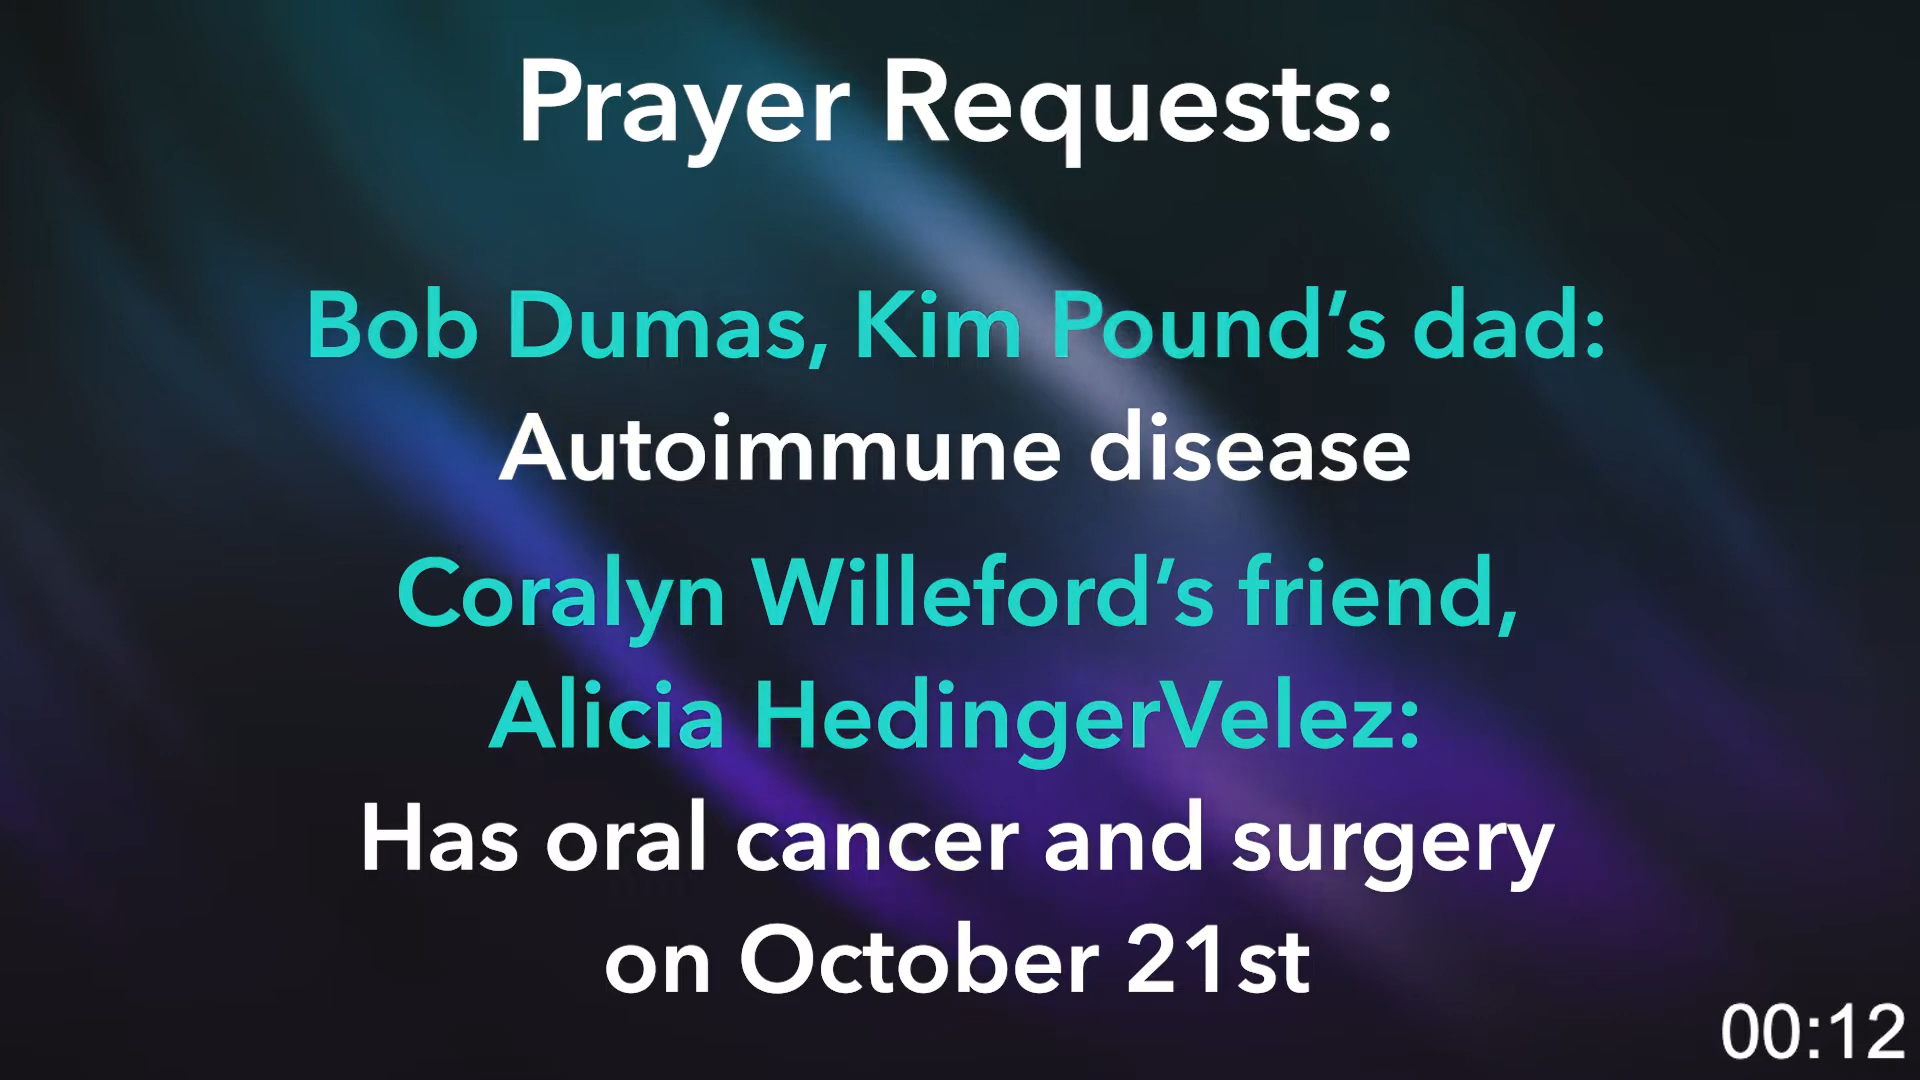 Prayer Requests:
Bob Dumas, Kim Pound’s dad:
Autoimmune disease
Coralyn Willeford’s friend,
Alicia HedingerVelez:
Has oral cancer and surgery
on October 21st
00:12